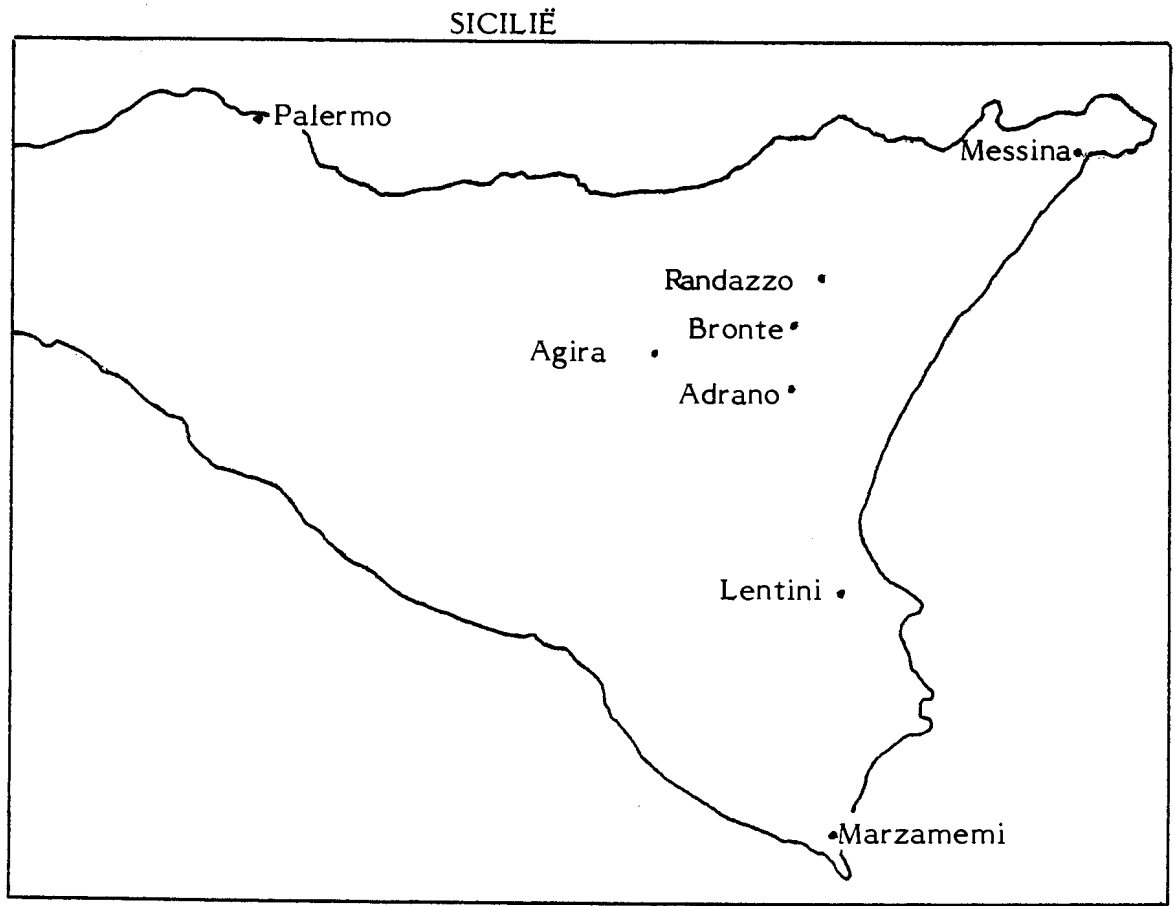 SICILIË
Palermo
Messina
Randazzo
Bronte
Agira
Adrano
Lentini
Marzamemi